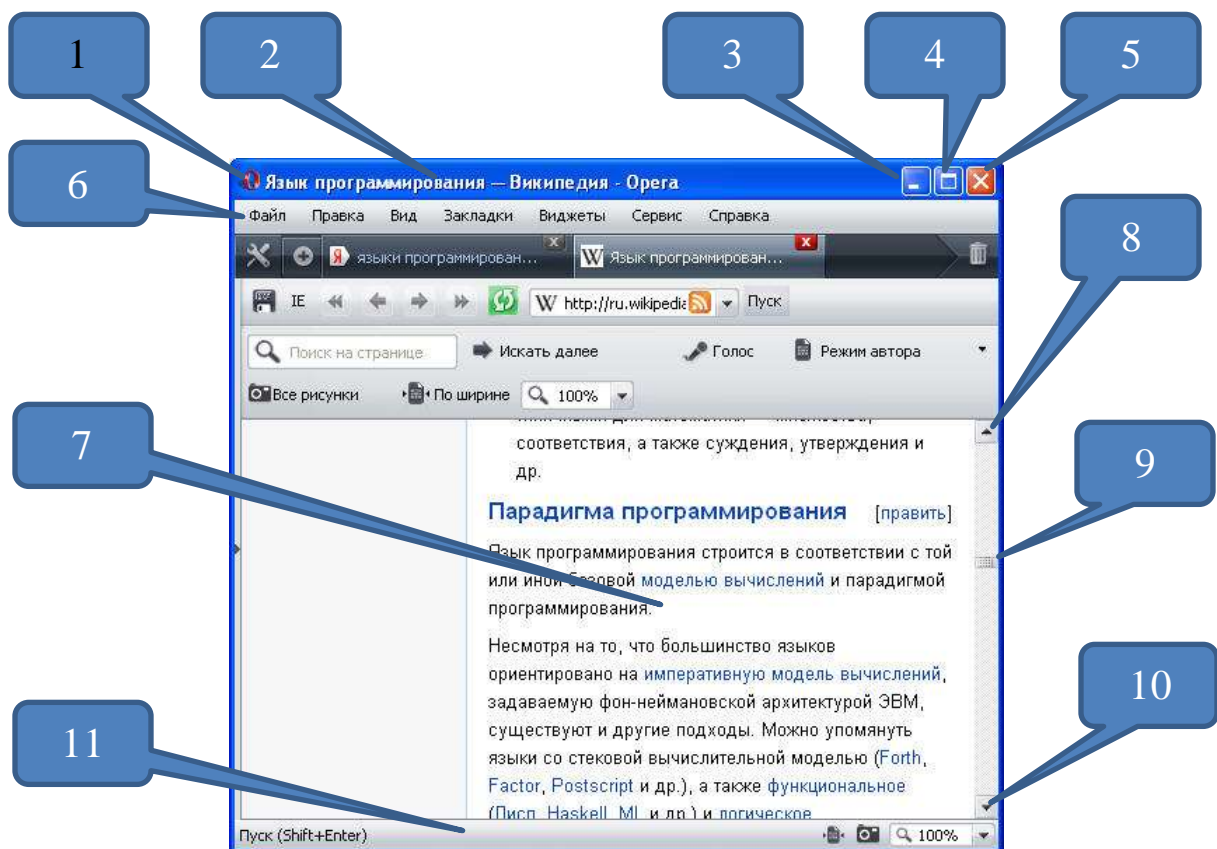 1
2
3
4
5
6
Язык программирования — Википедия - Opera
Файл Правка Вид Закладки Виджеты Сервис Справка
8
языки программирован...
Язык программирован...
IE
http://ru.wikipedia
Пуск
Поиск на странице
Искать далее
Голос
Режим автора
Все рисунки
По ширине
100%
7
соответствия, а также суждения, утверждения и
др.
9
Парадигма программирования [править]
Язык программирования строится в соответствии с той
или иной базовой моделью вычислений и парадигмой
программирования.
Несмотря на то, что большинство языков
ориентировано на императивную модель вычислений,
10
задаваемую фон-неймановской архитектурой ЭВМ,
существуют и другие подходы. Можно упомянуть
11
языки со стековой вычислительной моделью (Forth,
Factor, Postscript и др.), а также функциональное
(Лисп, Haskell, ML и др.) и логическое
Пуск (Shift+Enter)
100%